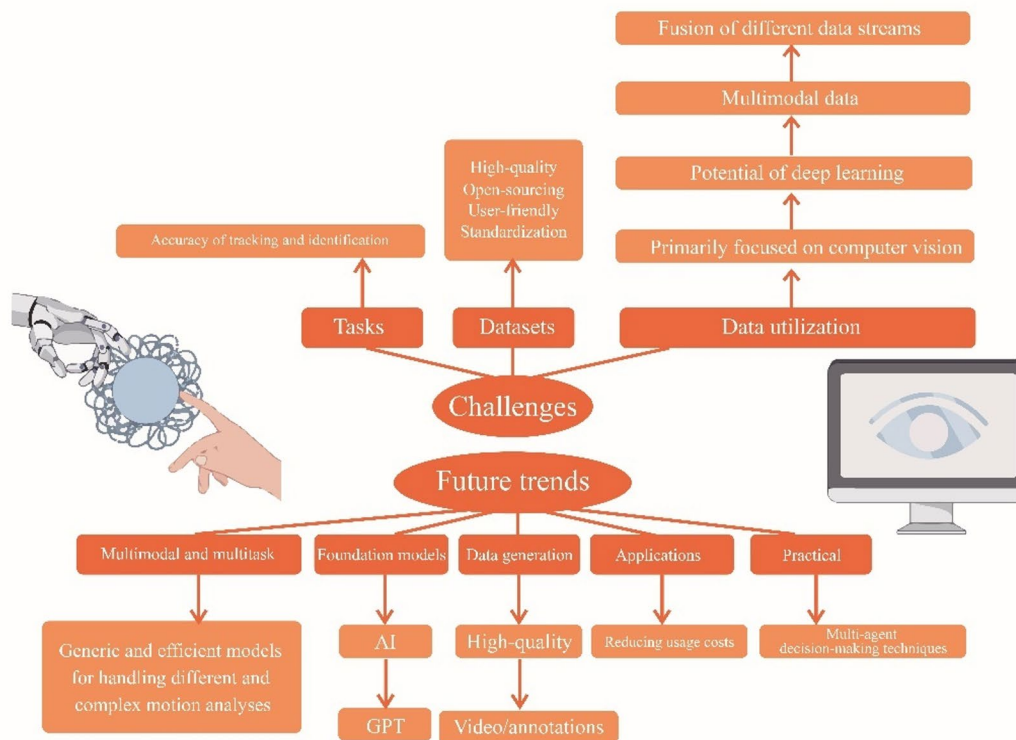 Fusion of different data streams
Multimodal data
High-quality
Open-sourcing
User-friendly
Standardization
Potential of deep learning
Accuracy of tracking and identification
Primarily focused on computer vision
Tasks
Datasets
Data utilization
Challenges
Future trends
Multimodal and multitask
Foundation models
Data generation
Applications
Practical
Generic and efficient models
for handling different and
complex motion analyses
AI
High-quality
Reducing usage costs
Multi-agent
decision-making techniques
GPT
Video/annotations